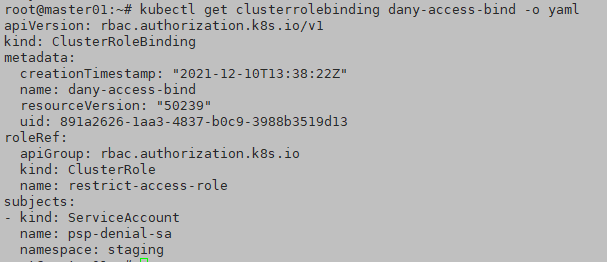 root@master01:~# kubectl get clusterrolebinding dany-access-bind -o yaml
apiVersion: rbac.authorization.k8s.io/v1
kind: ClusterRoleBinding
metadata:
  creationTimestamp: "2021-12-10T13:38:22Z"
  name: dany-access-bind
  resourceVersion: "50239"
  uid: 891a2626-1aa3-4837-b0c9-3988b3519d13
roleRef:
  apiGroup: rbac.authorization.k8s.io
  kind: ClusterRole
  name: restrict-access-role
subjects:
- kind: ServiceAccount
  name: psp-denial-sa
  namespace: staging